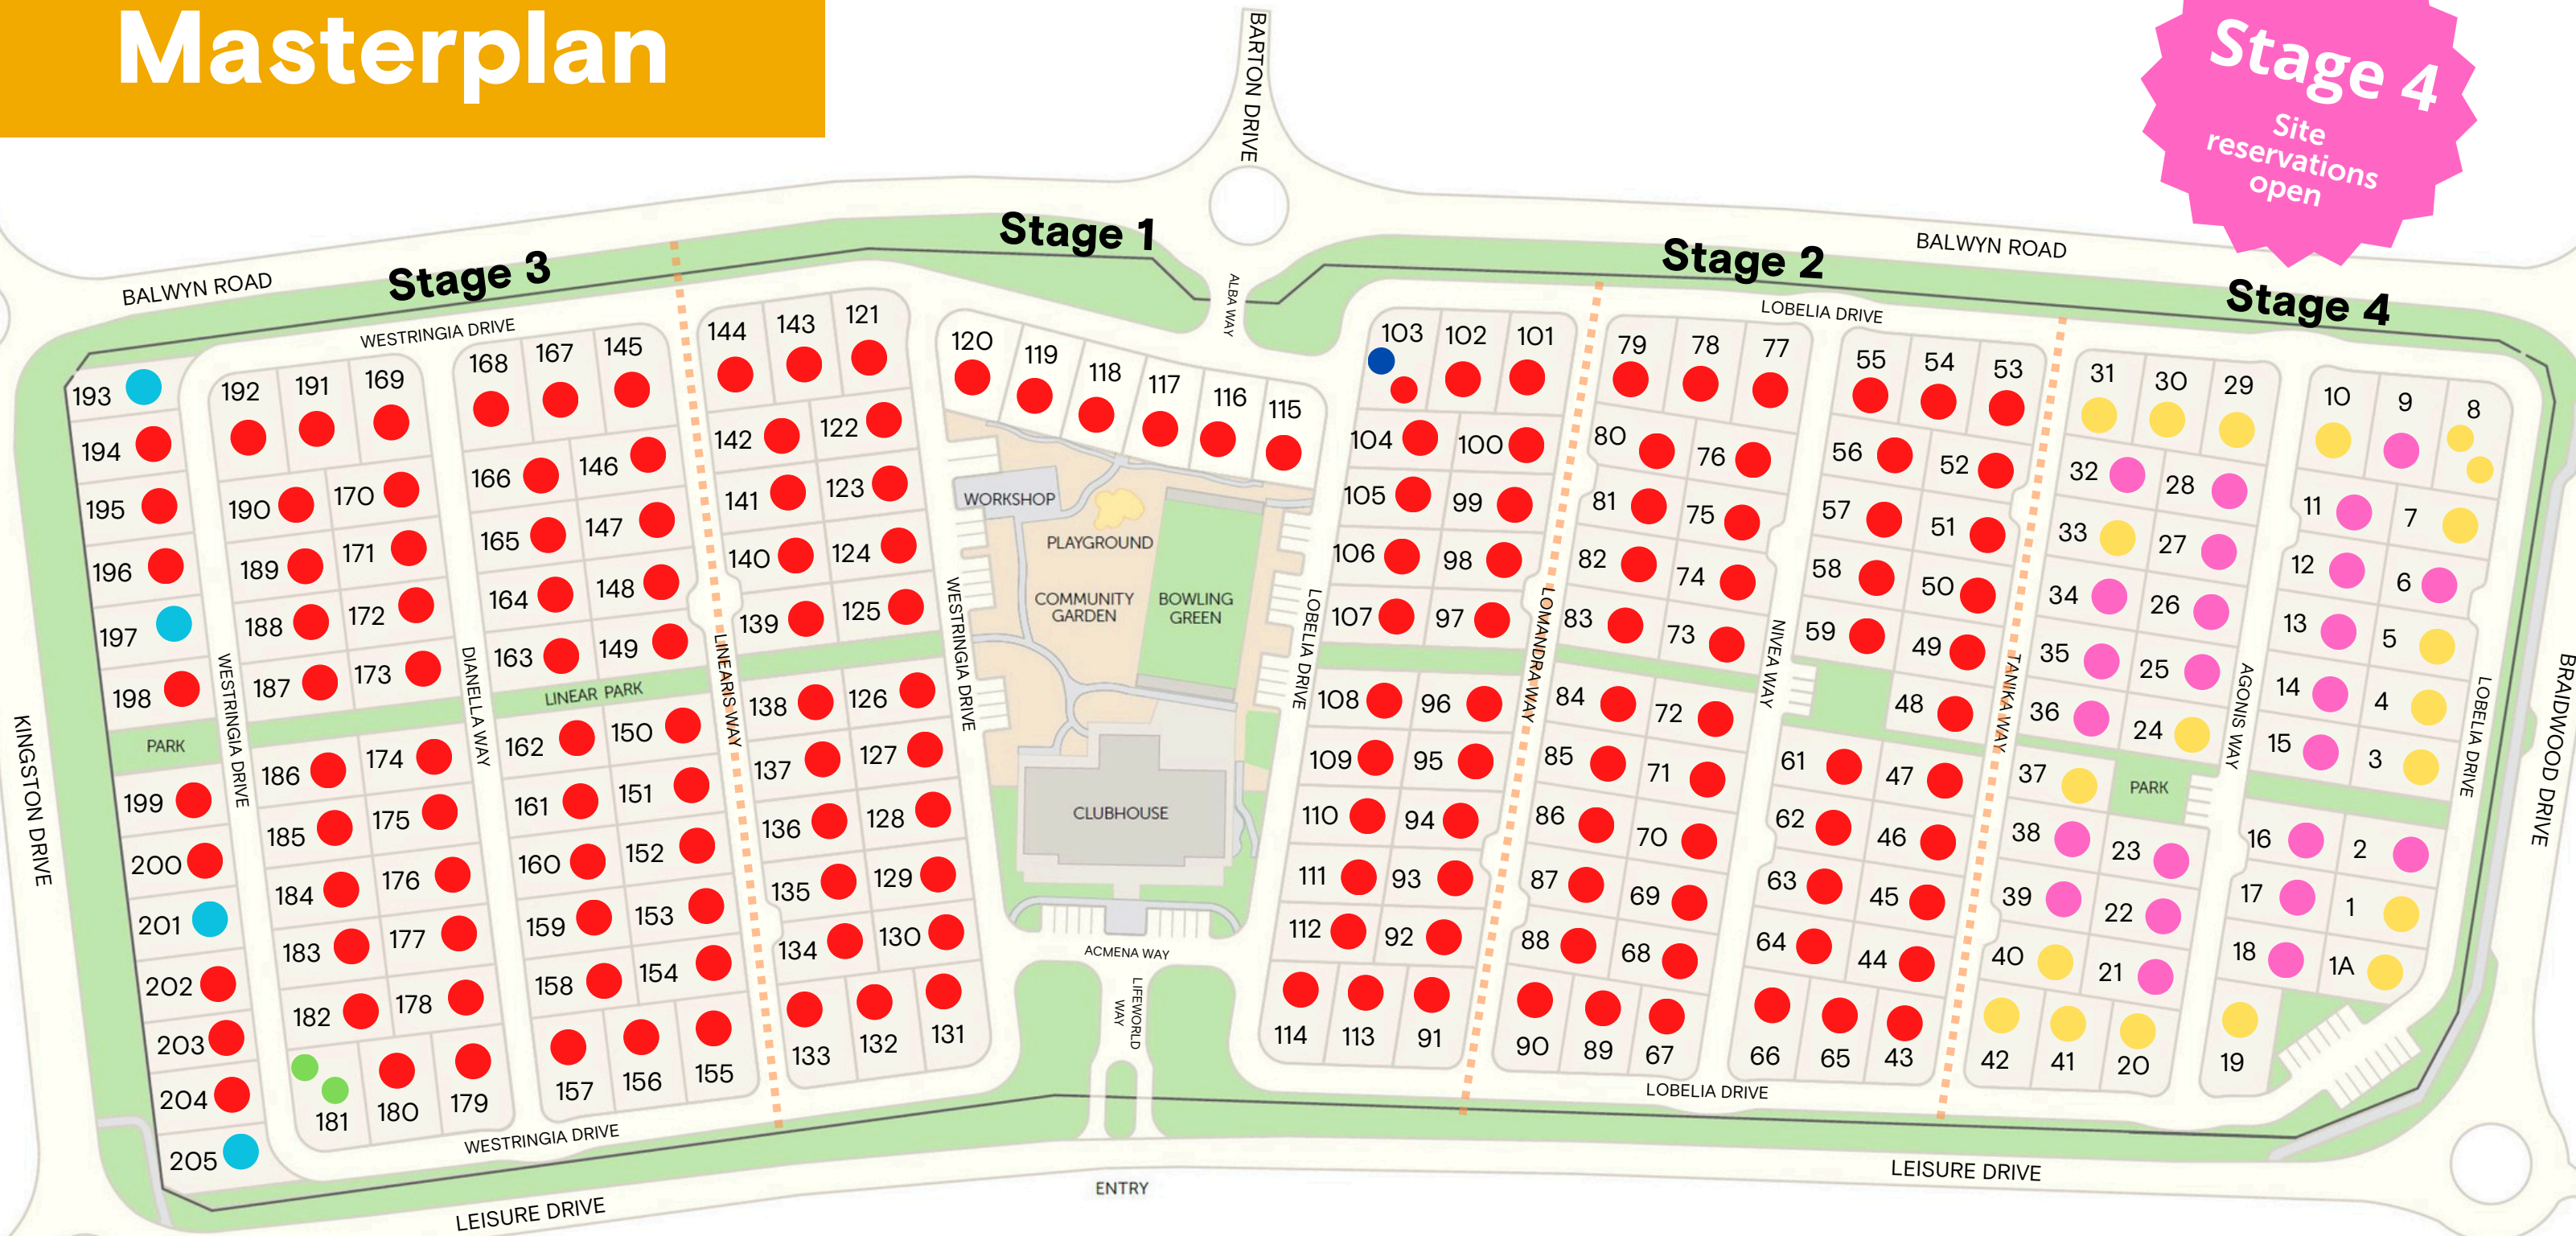 Masterplan
Stage 4
Site
reservations
open
BARTON DRIVE
Stage 1
Stage 2
Stage 3
Stage 4
BALWYN ROAD
BALWYN ROAD
ALBA WAY
WESTRINGIA DRIVE
LOBELIA DRIVE
193
194
195
196
197
198
PARK
199
200
201
202
203
204
205
KINGSTON DRIVE
WESTRINGIA DRIVE
192 191 169
190 170
189 171
188 172
187 173
186 174
185 175
184 176
183 177
182 178
181 180 179
DIANELLA WAY
168 167 145
166 146
165 147
164 148
163 149
LINEAR PARK
162 150
161 151
160 152
159 153
158 154
157 156 155
LINEARIS WAY
144 143 121
142 122
141 123
140 124
139 125
138 126
137 127
136 128
135 129
134 130
133 132 131
WESTRINGIA DRIVE
120 119 118 117 116 115
WORKSHOP
PLAYGROUND
COMMUNITY
GARDEN
BOWLING
GREEN
CLUBHOUSE
ACMENA WAY
LIFEWORLD
WAY
LOBELIA DRIVE
103 102 101
104 100
105 99
106 98
107 97
108 96
109 95
110 94
111 93
112 92
114 113 91
LOMANDRA WAY
79 78 77
80 76
81 75
82 74
83 73
84 72
85 71
86 70
87 69
88 68
90 89 67
NIVEA WAY
55 54 53
56 52
57 51
58 50
59 49
48
61 47
62 46
63 45
64 44
66 65 43
TANIKA WAY
31 30 29
32 28
33 27
34 26
35 25
36 24
37 PARK
38 23
39 22
40 21
42 41 20
AGONIS WAY
10 9 8
11 7
12 6
13 5
14 4
15 3
16 2
17 1
18 1A
19
LOBELIA DRIVE
BRAIDWOOD DRIVE
WESTRINGIA DRIVE
LOBELIA DRIVE
LEISURE DRIVE
ENTRY
LEISURE DRIVE